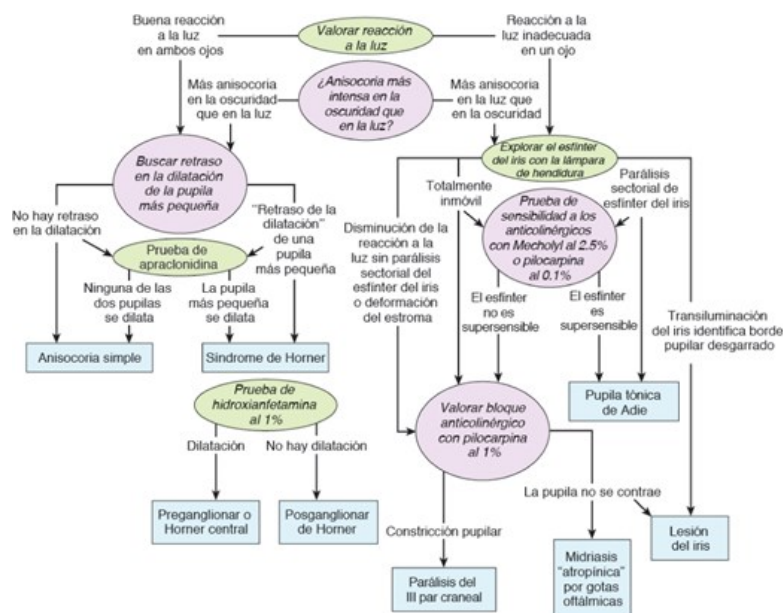 Buena reacción
a la luz
en ambos ojos
Valorar reacción
a la luz
Reacción a la
luz inadecuada
en un ojo
Más anisocoria
en la oscuridad
que en la luz
¿Anisocoria más
intensa en la
oscuridad que
en la luz?
Más anisocoria
en la luz que
en la oscuridad
Buscar retraso
en la dilatación
de la pupila
más pequeña
Explorar el esfínter
del iris con la lámpara
de hendidura
No hay retraso
en la dilatación
"Retraso de la
dilatación"
de una
pupila
más pequeña
Prueba de
apraclonidina
Ninguna de las
dos pupilas
se dilata
La pupila
más pequeña
se dilata
Anisocoria simple
Síndrome de Horner
Prueba de
hidroxianfetamina
al 1%
Dilatación
No hay dilatación
Preganglionar o
Horner central
Posganglionar
de Horner
Disminución de la
reacción a la
luz sin parálisis
sectorial del
esfínter del iris
o deformación
del estroma
Totalmente
inmóvil
Prueba de
sensibilidad a los
anticolinérgicos
con Mecholyl al 2.5%
o pilocarpina
al 0.1%
Parálisis
sectorial de
esfínter del iris
El esfínter
no es
supersensible
El esfínter
es
supersensible
Transiluminación
del iris identifica borde
pupilar desgarrado
Pupila tónica
de Adie
Valorar bloque
anticolinérgico
con pilocarpina
al 1%
La pupila no se contrae
Constricción pupilar
Parálisis del
III par craneal
Midriasis
"atropínica"
por gotas
oftálmicas
Lesión
del iris